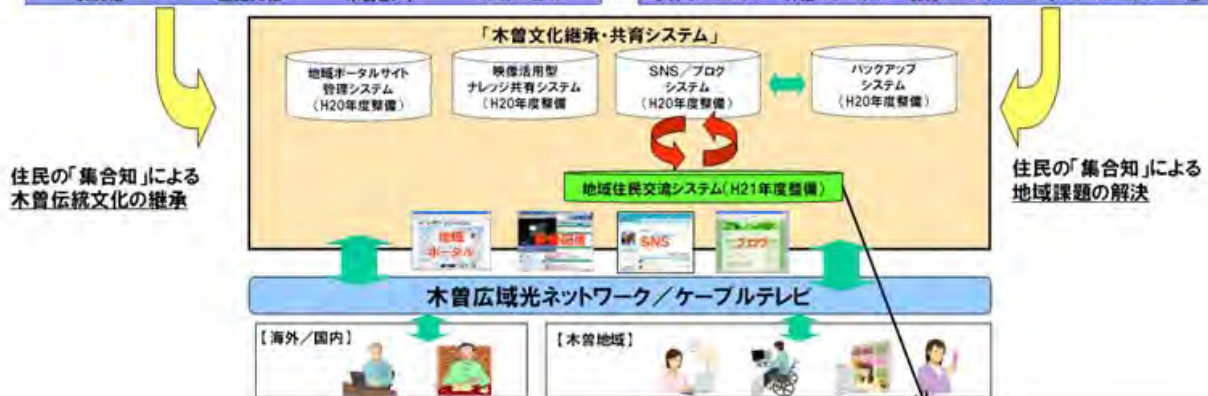 「木曽文化継承・共育システム」
地域ポータルサイト
管理システム
(H20年度整備)
映像活用型
ナレッジ共有システム
(H20年度整備
SNS/ブログ
システム
(H20年度整備)
バックアップ
システム
(H20年度整備)
住民の「集合知」による
木曽伝統文化の継承
住民の「集合知」による
地域課題の解決
地域住民交流システム(H21年度整備)
地域
ポータル
SNS
ブログ
木曽広域光ネットワーク/ケーブルテレビ
【海外/国内】
【木曽地域】